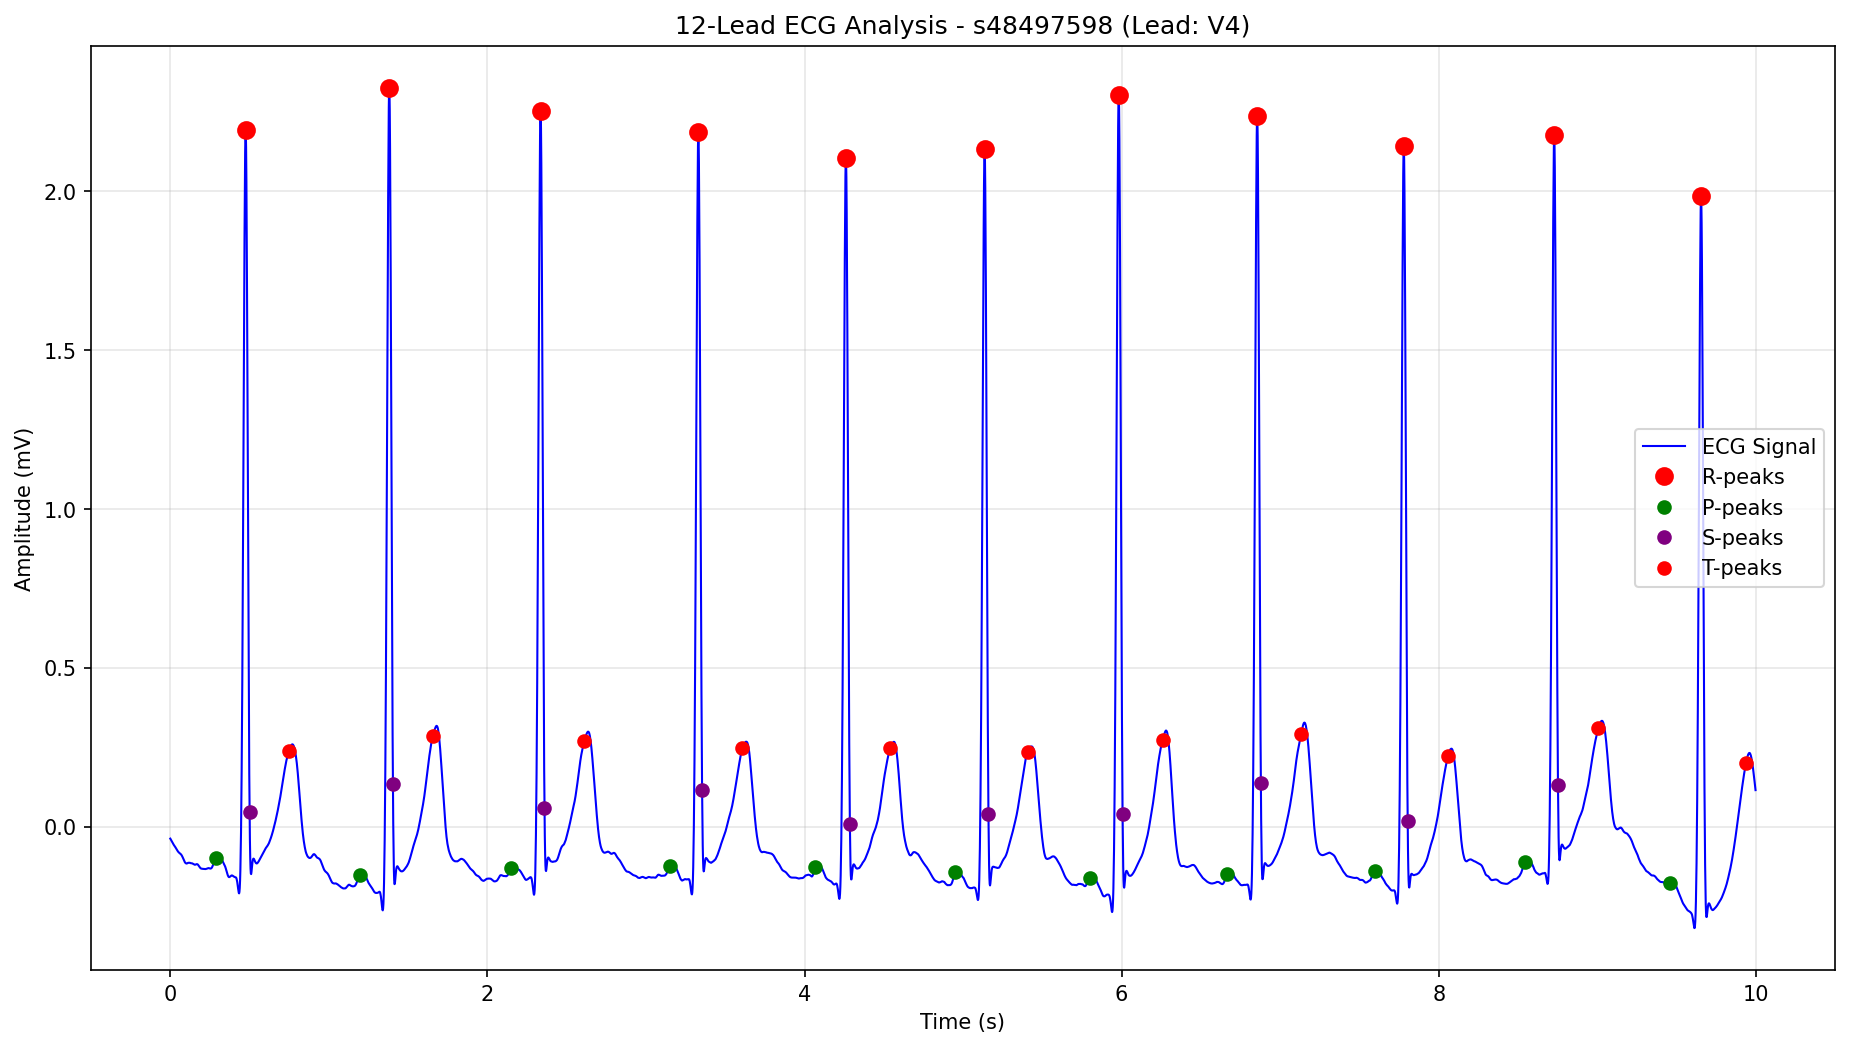 12-Lead ECG Analysis - s48497598 (Lead: V4)
Amplitude (mV)
2.0
1.5
1.0
0.5
0.0
ECG Signal
R-peaks
P-peaks
S-peaks
T-peaks
0 2 4 6 8 10
Time (s)